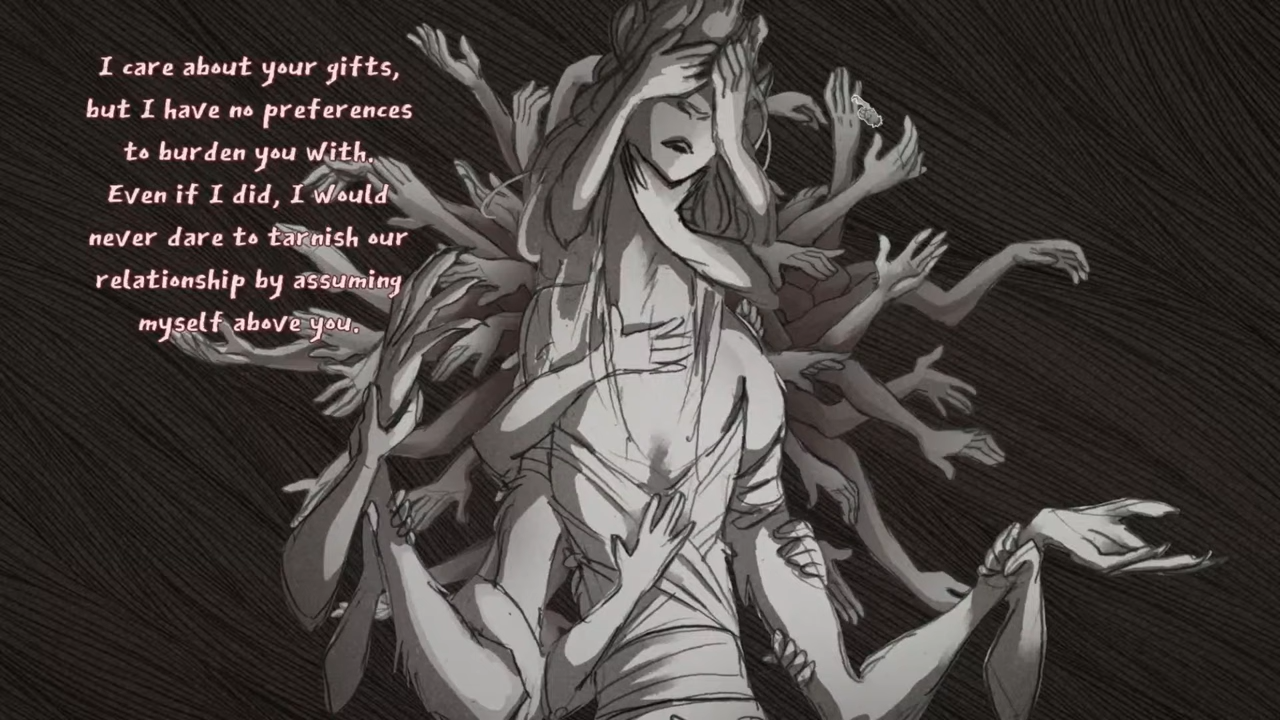 I care about your gifts,
but I have no preferences
to burden you with.
Even if I did, I would
never dare to tarnish our
relationship by assuming
myself above you.